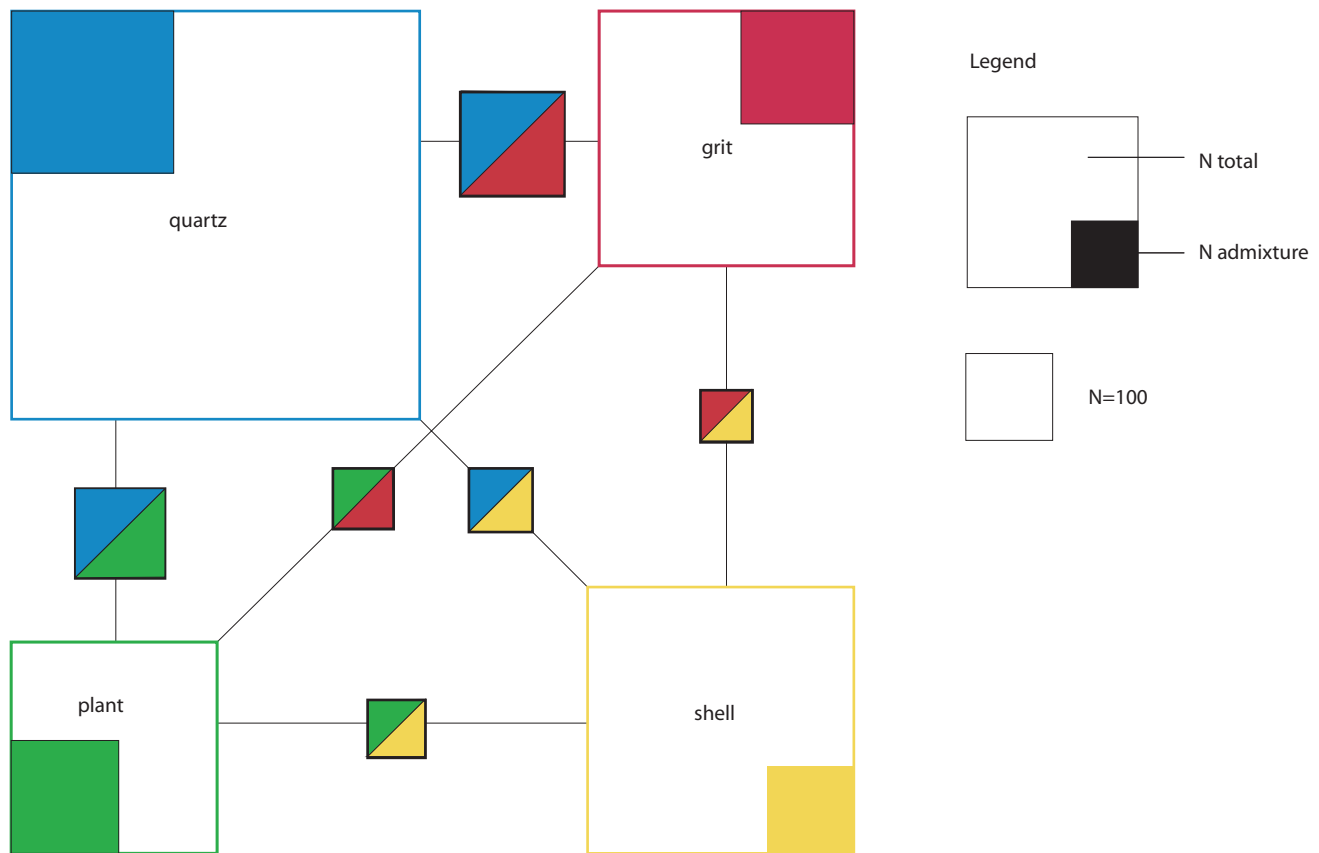 Legend
grit
N total
quartz
N admixture
N=100
plant
shell